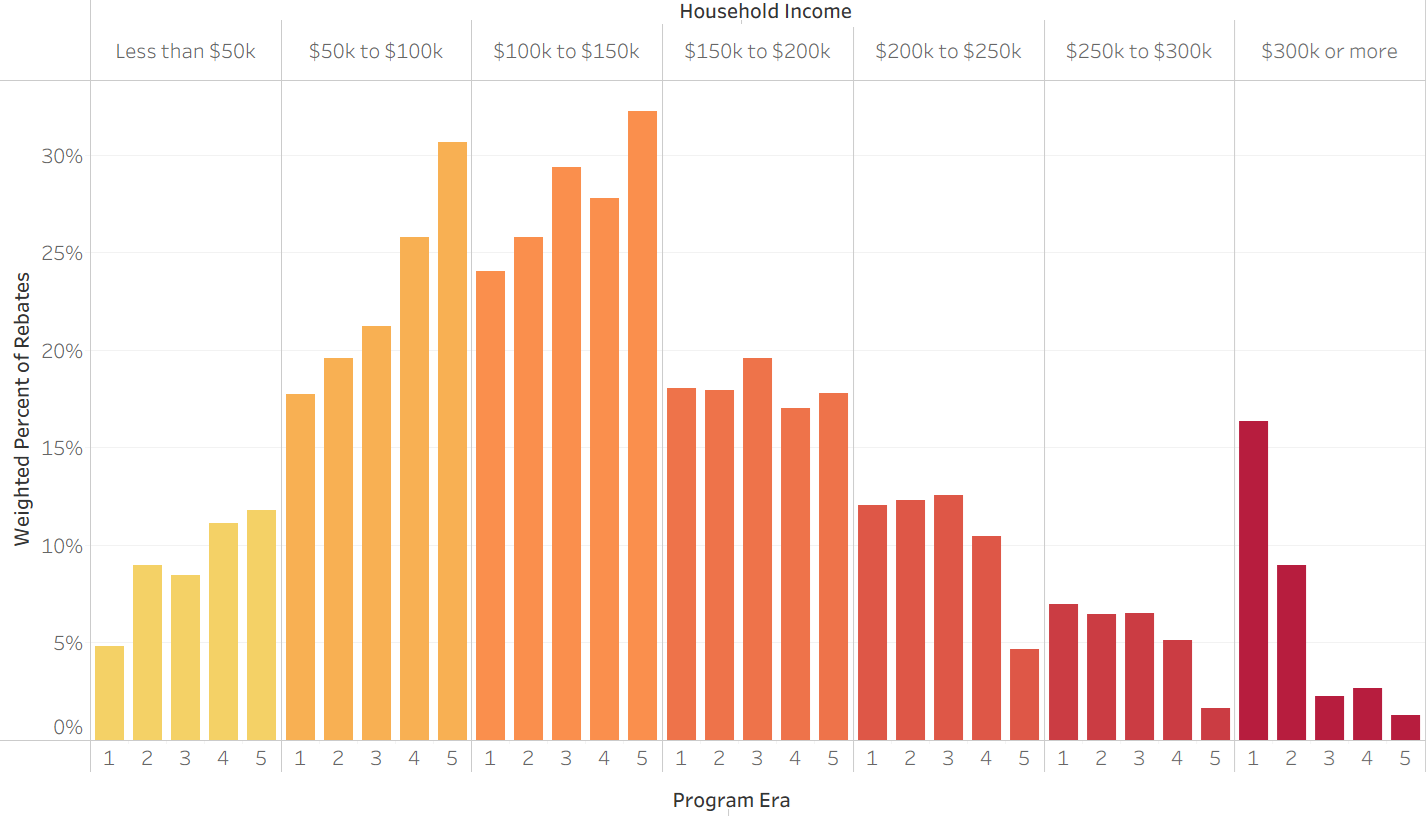 Household Income
Less than $50k $50k to $100k $100k to $150k $150k to $200k $200k to $250k $250k to $300k $300k or more
Weighted Percent of Rebates
30%
25%
20%
15%
10%
5%
0%
1 2 3 4 5 1 2 3 4 5 1 2 3 4 5 1 2 3 4 5 1 2 3 4 5 1 2 3 4 5 1 2 3 4 5
Program Era